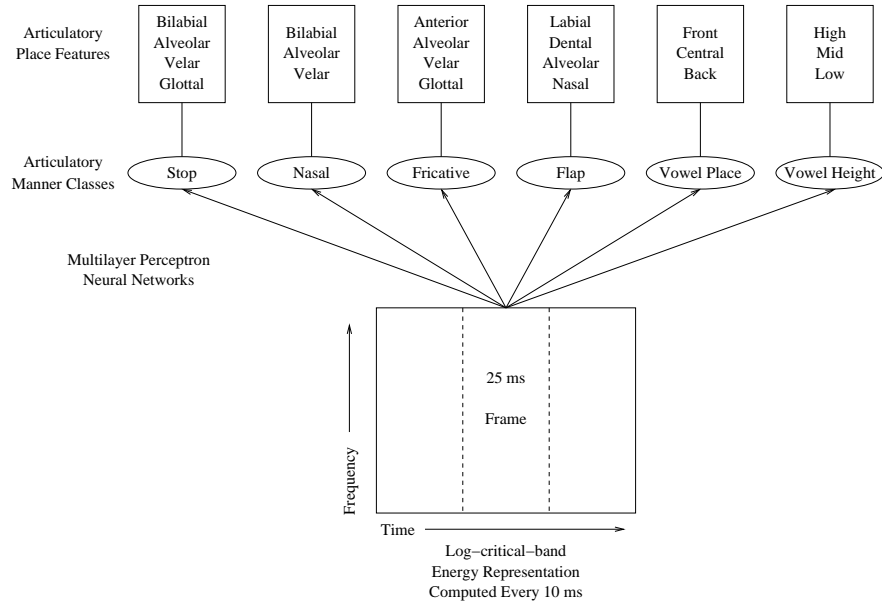 Articulatory
Place Features
Bilabial
Alveolar
Velar
Glottal
Bilabial
Alveolar
Velar
Anterior
Alveolar
Velar
Glottal
Labial
Dental
Alveolar
Nasal
Front
Central
Back
High
Mid
Low
Articulatory
Manner Classes
Stop
Nasal
Fricative
Flap
Vowel Place
Vowel Height
Multilayer Perceptron
Neural Networks
25 ms
Frame
Frequency
Time
Log−critical−band
Energy Representation
Computed Every 10 ms